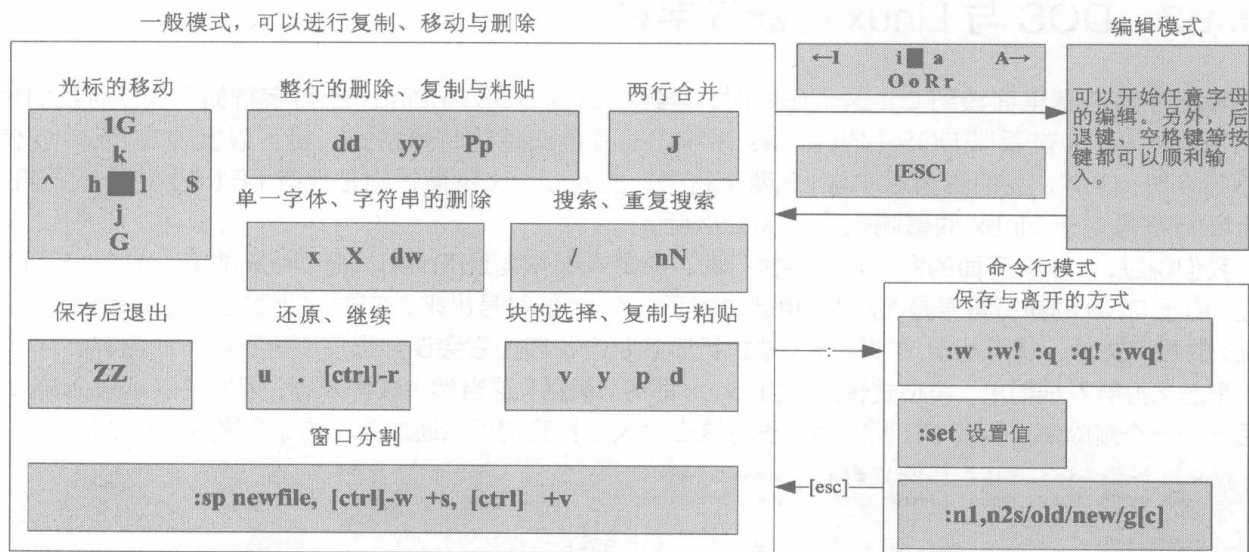 一般模式，可以进行复制、移动与删除
光标的移动
1G
k
^ h l $
j
G
整行的删除、复制与粘贴
dd yy Pp
两行合并
J
单一字体、字符串的删除
x X dw
搜索、重复搜索
/ nN
保存后退出
ZZ
还原、继续
u . [ctrl]-r
块的选择、复制与粘贴
v y p d
窗口分割
:sp newfile, [ctrl]-w +s, [ctrl] +v
←I i a A→
O o R r
[ESC]
编辑模式
可以开始任意字母
的编辑。另外，后
退键、空格键等按
键都可以顺利输
入。
:
[esc]
命令行模式
保存与离开的方式
:w :w! :q :q! :wq!
:set 设置值
:n1,n2s/old/new/g[c]